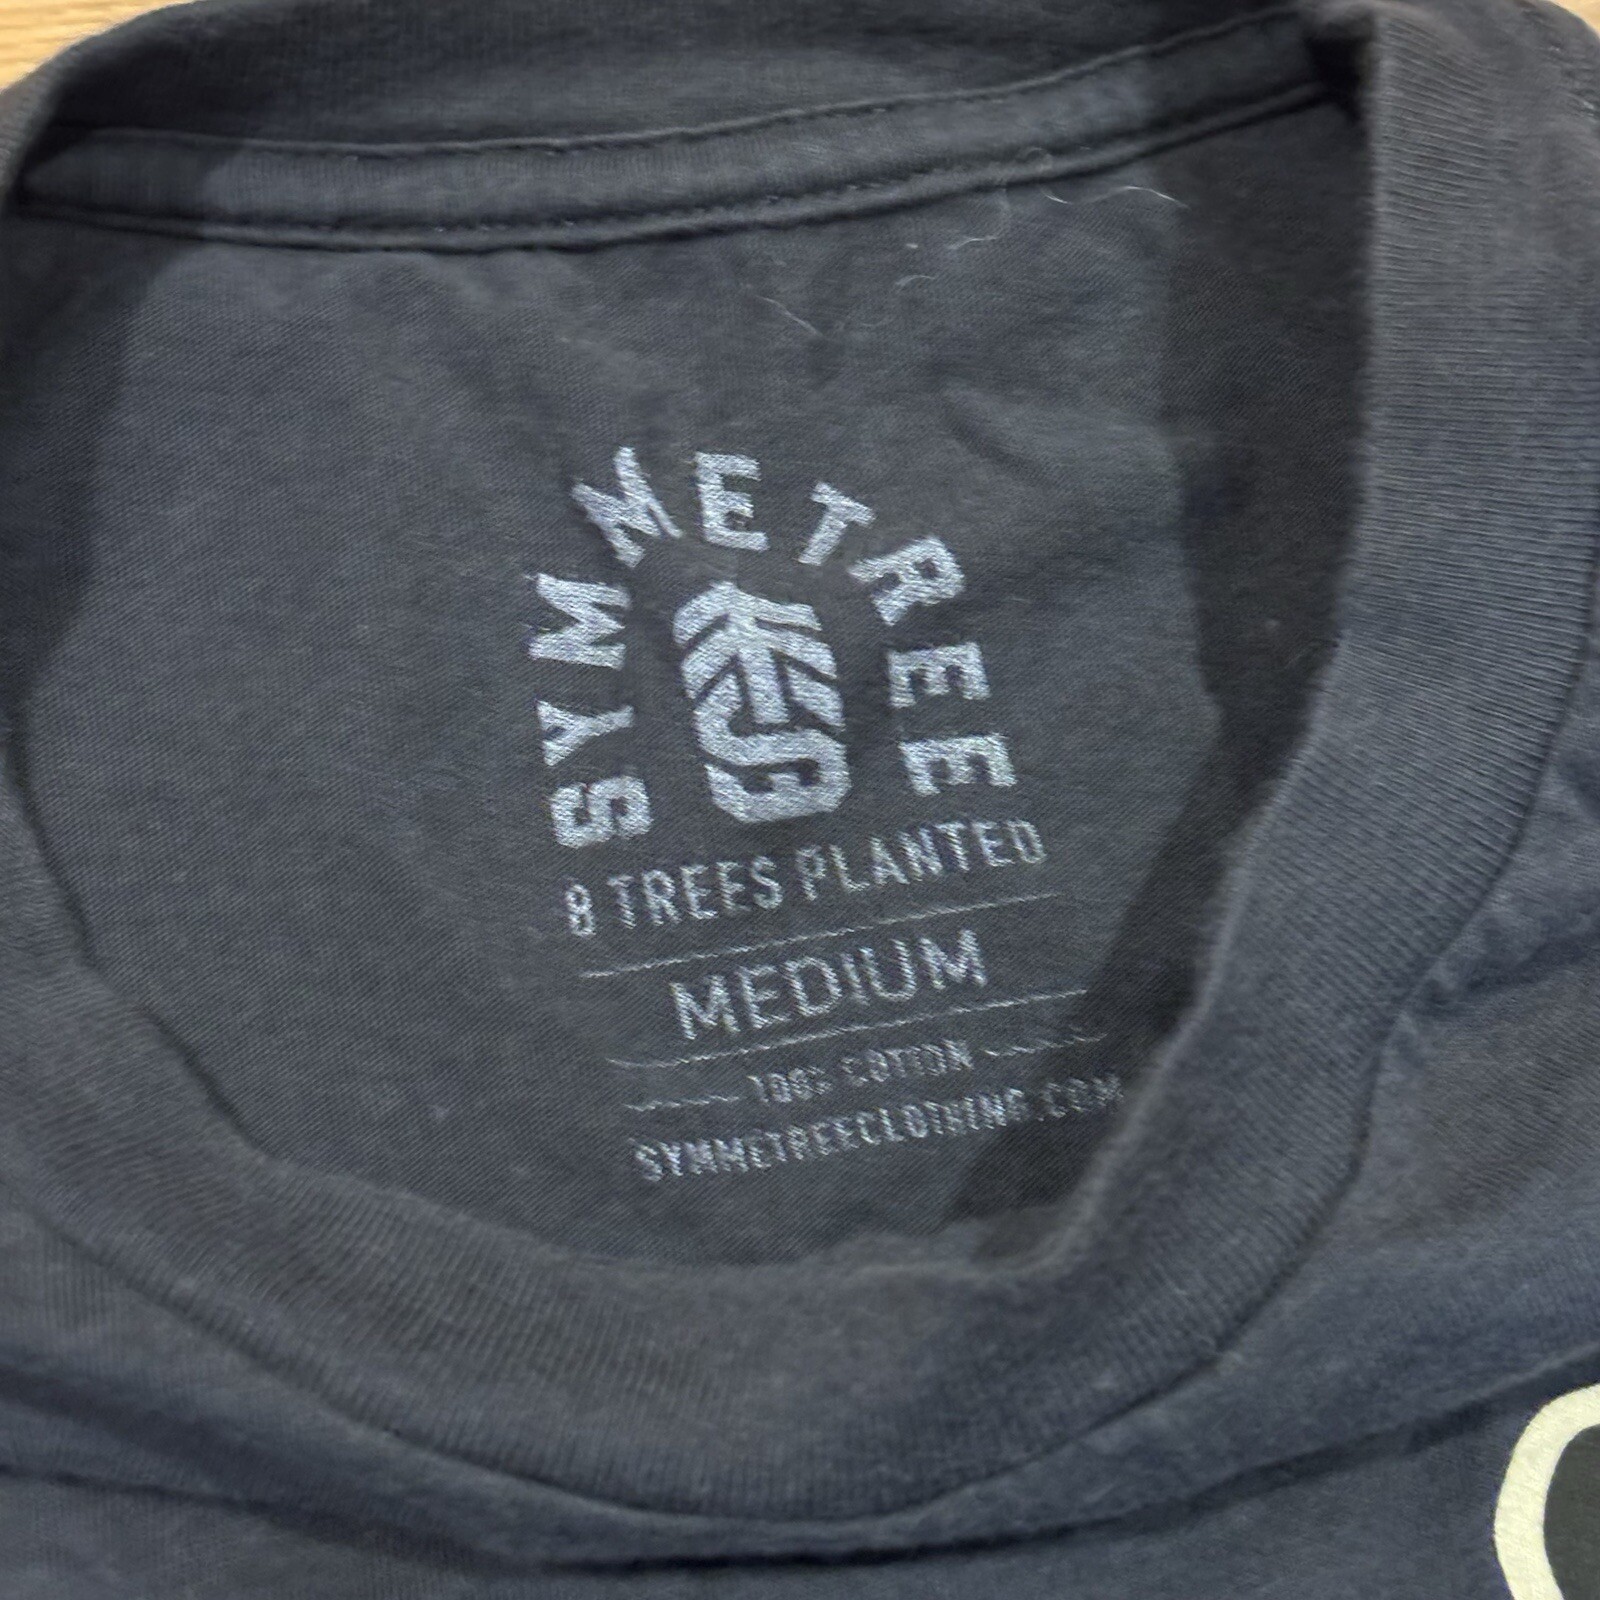 SYMMETREE
8 TREES PLANTED
MEDIUM
100% COTTON
SYMMETREECLOTHING.COM